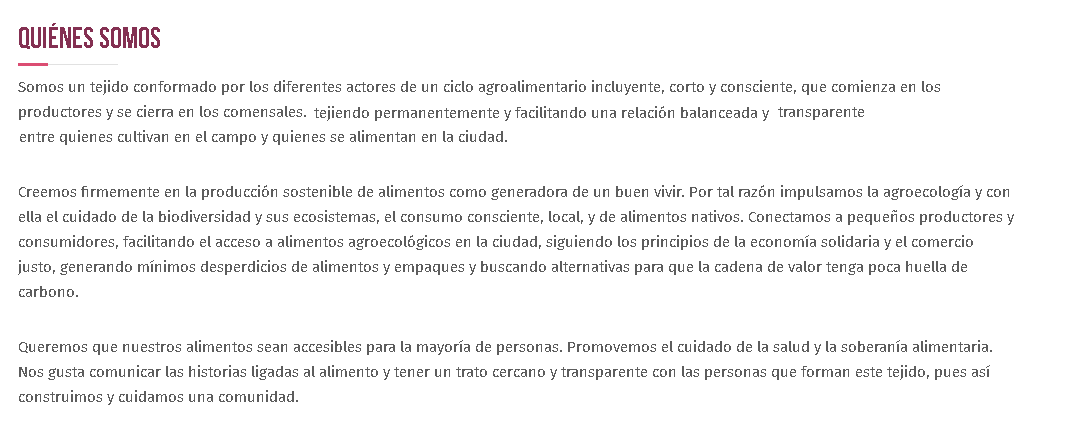 QUIÉNES SOMOS
Somos un tejido conformado por los diferentes actores de un ciclo agroalimentario incluyente, corto y consciente, que comienza en los
productores y se cierra en los comensales. tejiendo permanentemente y facilitando una relación balanceada y transparente
entre quienes cultivan en el campo y quienes se alimentan en la ciudad.
Creemos firmemente en la producción sostenible de alimentos como generadora de un buen vivir. Por tal razón impulsamos la agroecología y con
ella el cuidado de la biodiversidad y sus ecosistemas, el consumo consciente, local, y de alimentos nativos. Conectamos a pequeños productores y
consumidores, facilitando el acceso a alimentos agroecológicos en la ciudad, siguiendo los principios de la economía solidaria y el comercio
justo, generando mínimos desperdicios de alimentos y empaques y buscando alternativas para que la cadena de valor tenga poca huella de
carbono.
Queremos que nuestros alimentos sean accesibles para la mayoría de personas. Promovemos el cuidado de la salud y la soberanía alimentaria.
Nos gusta comunicar las historias ligadas al alimento y tener un trato cercano y transparente con las personas que forman este tejido, pues así
construimos y cuidamos una comunidad.